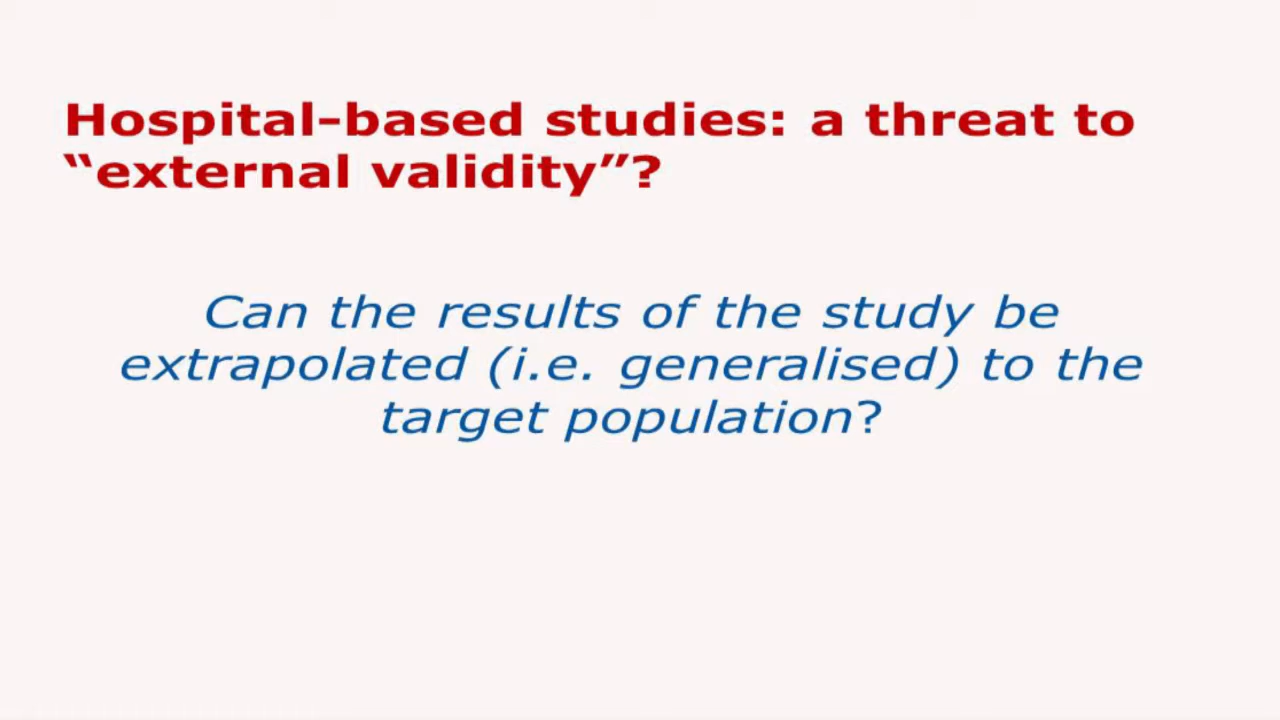 Hospital-based studies: a threat to
“external validity”?
Can the results of the study be
extrapolated (i.e. generalised) to the
target population?